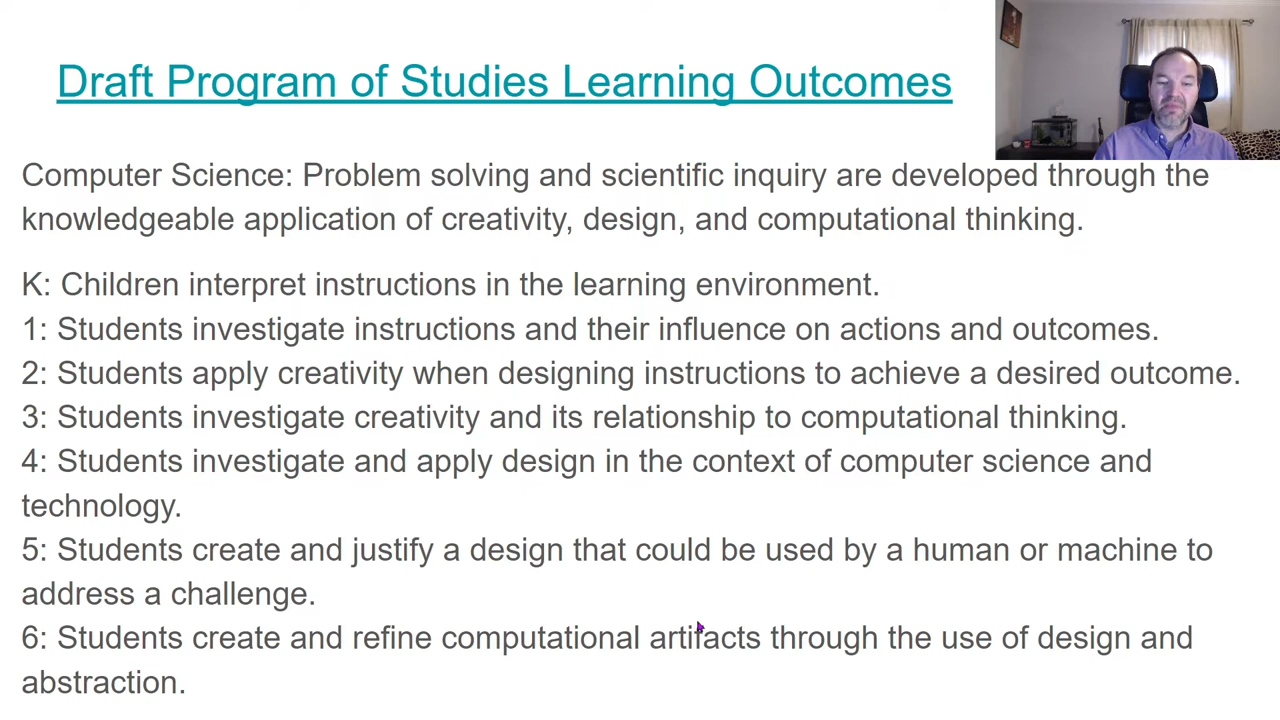 Draft Program of Studies Learning Outcomes
Computer Science: Problem solving and scientific inquiry are developed through the
knowledgeable application of creativity, design, and computational thinking.
K: Children interpret instructions in the learning environment.
1: Students investigate instructions and their influence on actions and outcomes.
2: Students apply creativity when designing instructions to achieve a desired outcome.
3: Students investigate creativity and its relationship to computational thinking.
4: Students investigate and apply design in the context of computer science and
technology.
5: Students create and justify a design that could be used by a human or machine to
address a challenge.
6: Students create and refine computational artifacts through the use of design and
abstraction.